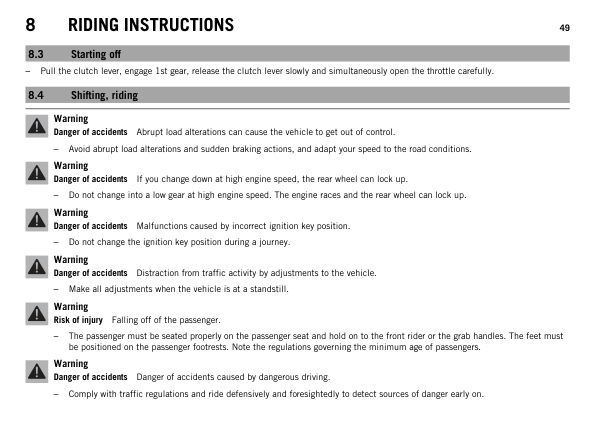 8 RIDING INSTRUCTIONS 49
8.3 Starting off
– Pull the clutch lever, engage 1st gear, release the clutch lever slowly and simultaneously open the throttle carefully.
8.4 Shifting, riding
Warning
Danger of accidents Abrupt load alterations can cause the vehicle to get out of control.
– Avoid abrupt load alterations and sudden braking actions, and adapt your speed to the road conditions.
Warning
Danger of accidents If you change down at high engine speed, the rear wheel can lock up.
– Do not change into a low gear at high engine speed. The engine races and the rear wheel can lock up.
Warning
Danger of accidents Malfunctions caused by incorrect ignition key position.
– Do not change the ignition key position during a journey.
Warning
Danger of accidents Distraction from traffic activity by adjustments to the vehicle.
– Make all adjustments when the vehicle is at a standstill.
Warning
Risk of injury Falling off of the passenger.
– The passenger must be seated properly on the passenger seat and hold on to the front rider or the grab handles. The feet must
be positioned on the passenger footrests. Note the regulations governing the minimum age of passengers.
Warning
Danger of accidents Danger of accidents caused by dangerous driving.
– Comply with traffic regulations and ride defensively and foresightedly to detect sources of danger early on.